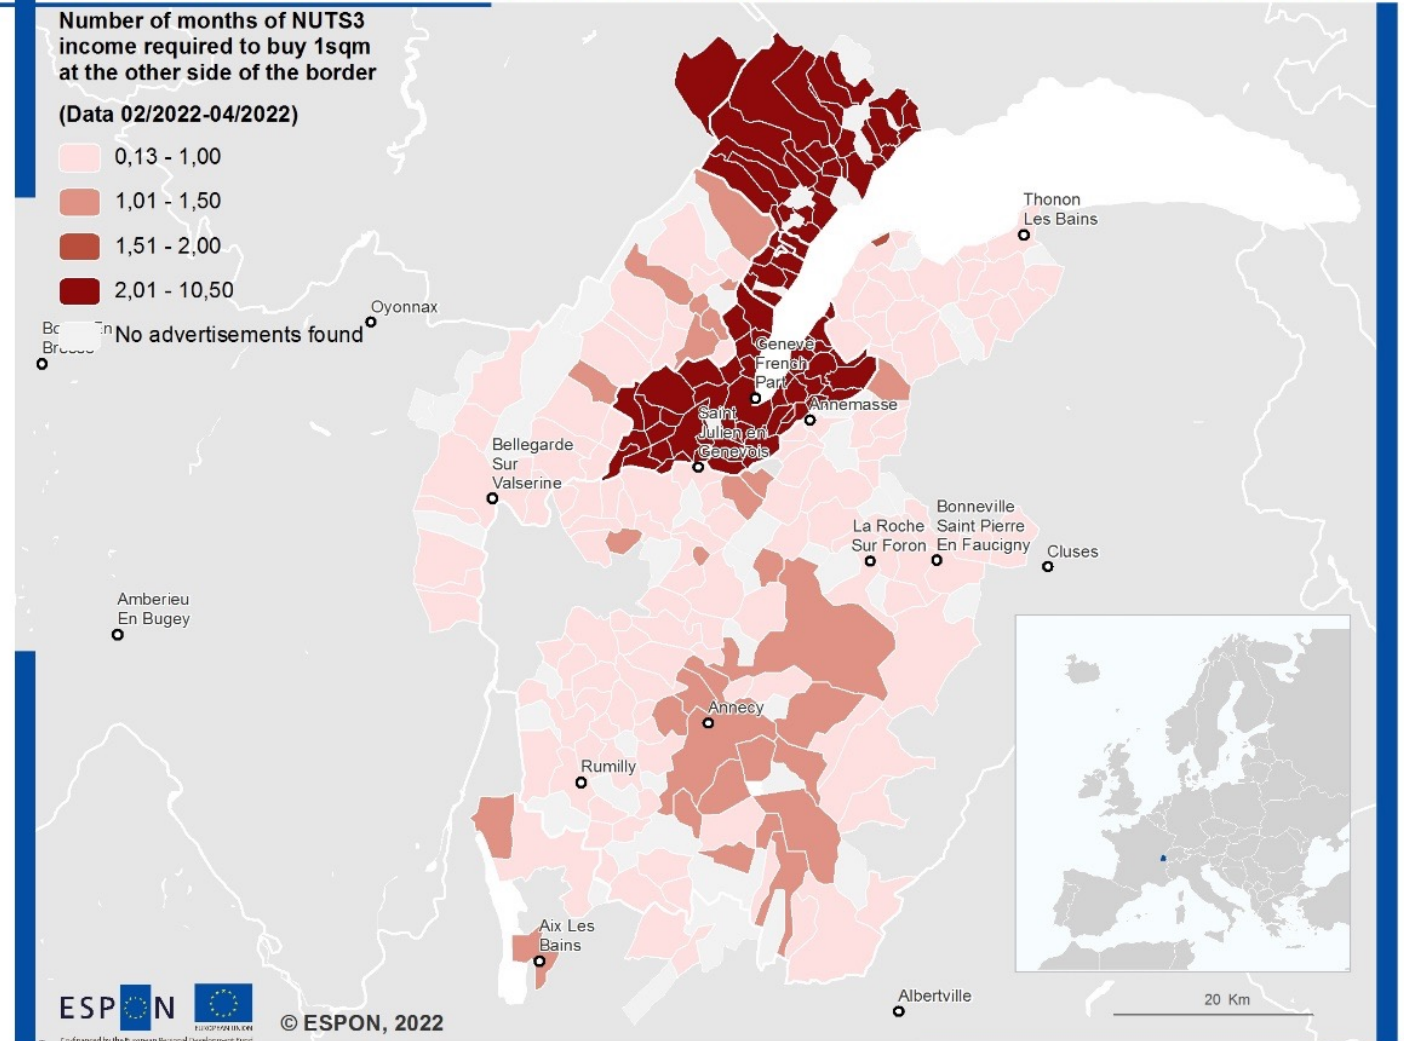 Number of months of NUTS3
income required to buy 1sqm
at the other side of the border
(Data 02/2022-04/2022)
0,13 - 1,00
1,01 - 1,50
1,51 - 2,00
2,01 - 10,50
No advertisements found
Oyonnax
Thonon
Les Bains
Geneve
French
Part
Annemasse
Saint
Julien en
Genevois
Bellegarde
Sur
Valserine
La Roche
Sur Foron
Bonneville
Saint Pierre
En Faucigny
Cluses
Amberieu
En Bugey
Annecy
Rumilly
Aix Les
Bains
Albertville
20 Km
ESPON
EUROPEAN UNION
© ESPON, 2022